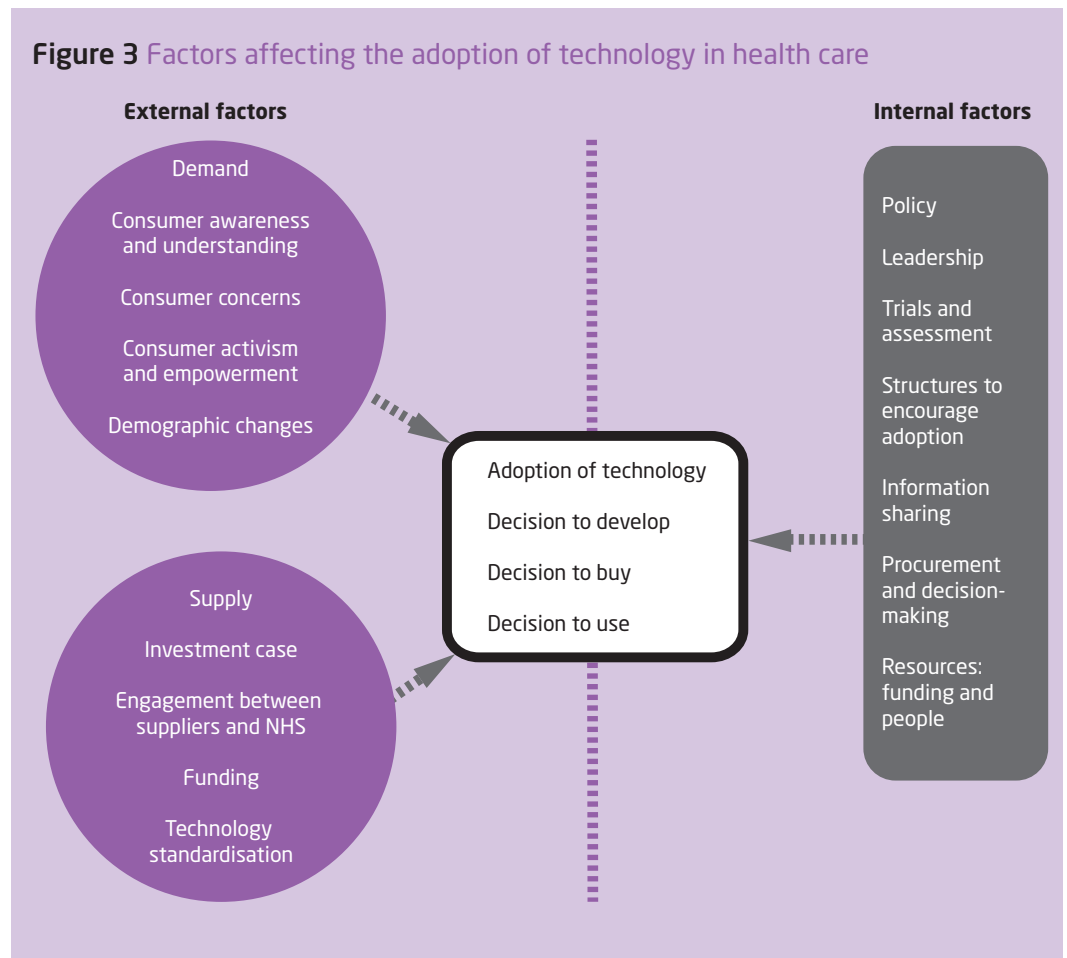 Figure 3 Factors affecting the adoption of technology in health care
External factors
Demand
Consumer awareness
and understanding
Consumer concerns
Consumer activism
and empowerment
Demographic changes
Supply
Investment case
Engagement between
suppliers and NHS
Funding
Technology
standardisation
Adoption of technology
Decision to develop
Decision to buy
Decision to use
Internal factors
Policy
Leadership
Trials and
assessment
Structures to
encourage
adoption
Information
sharing
Procurement
and decision-
making
Resources:
funding and
people